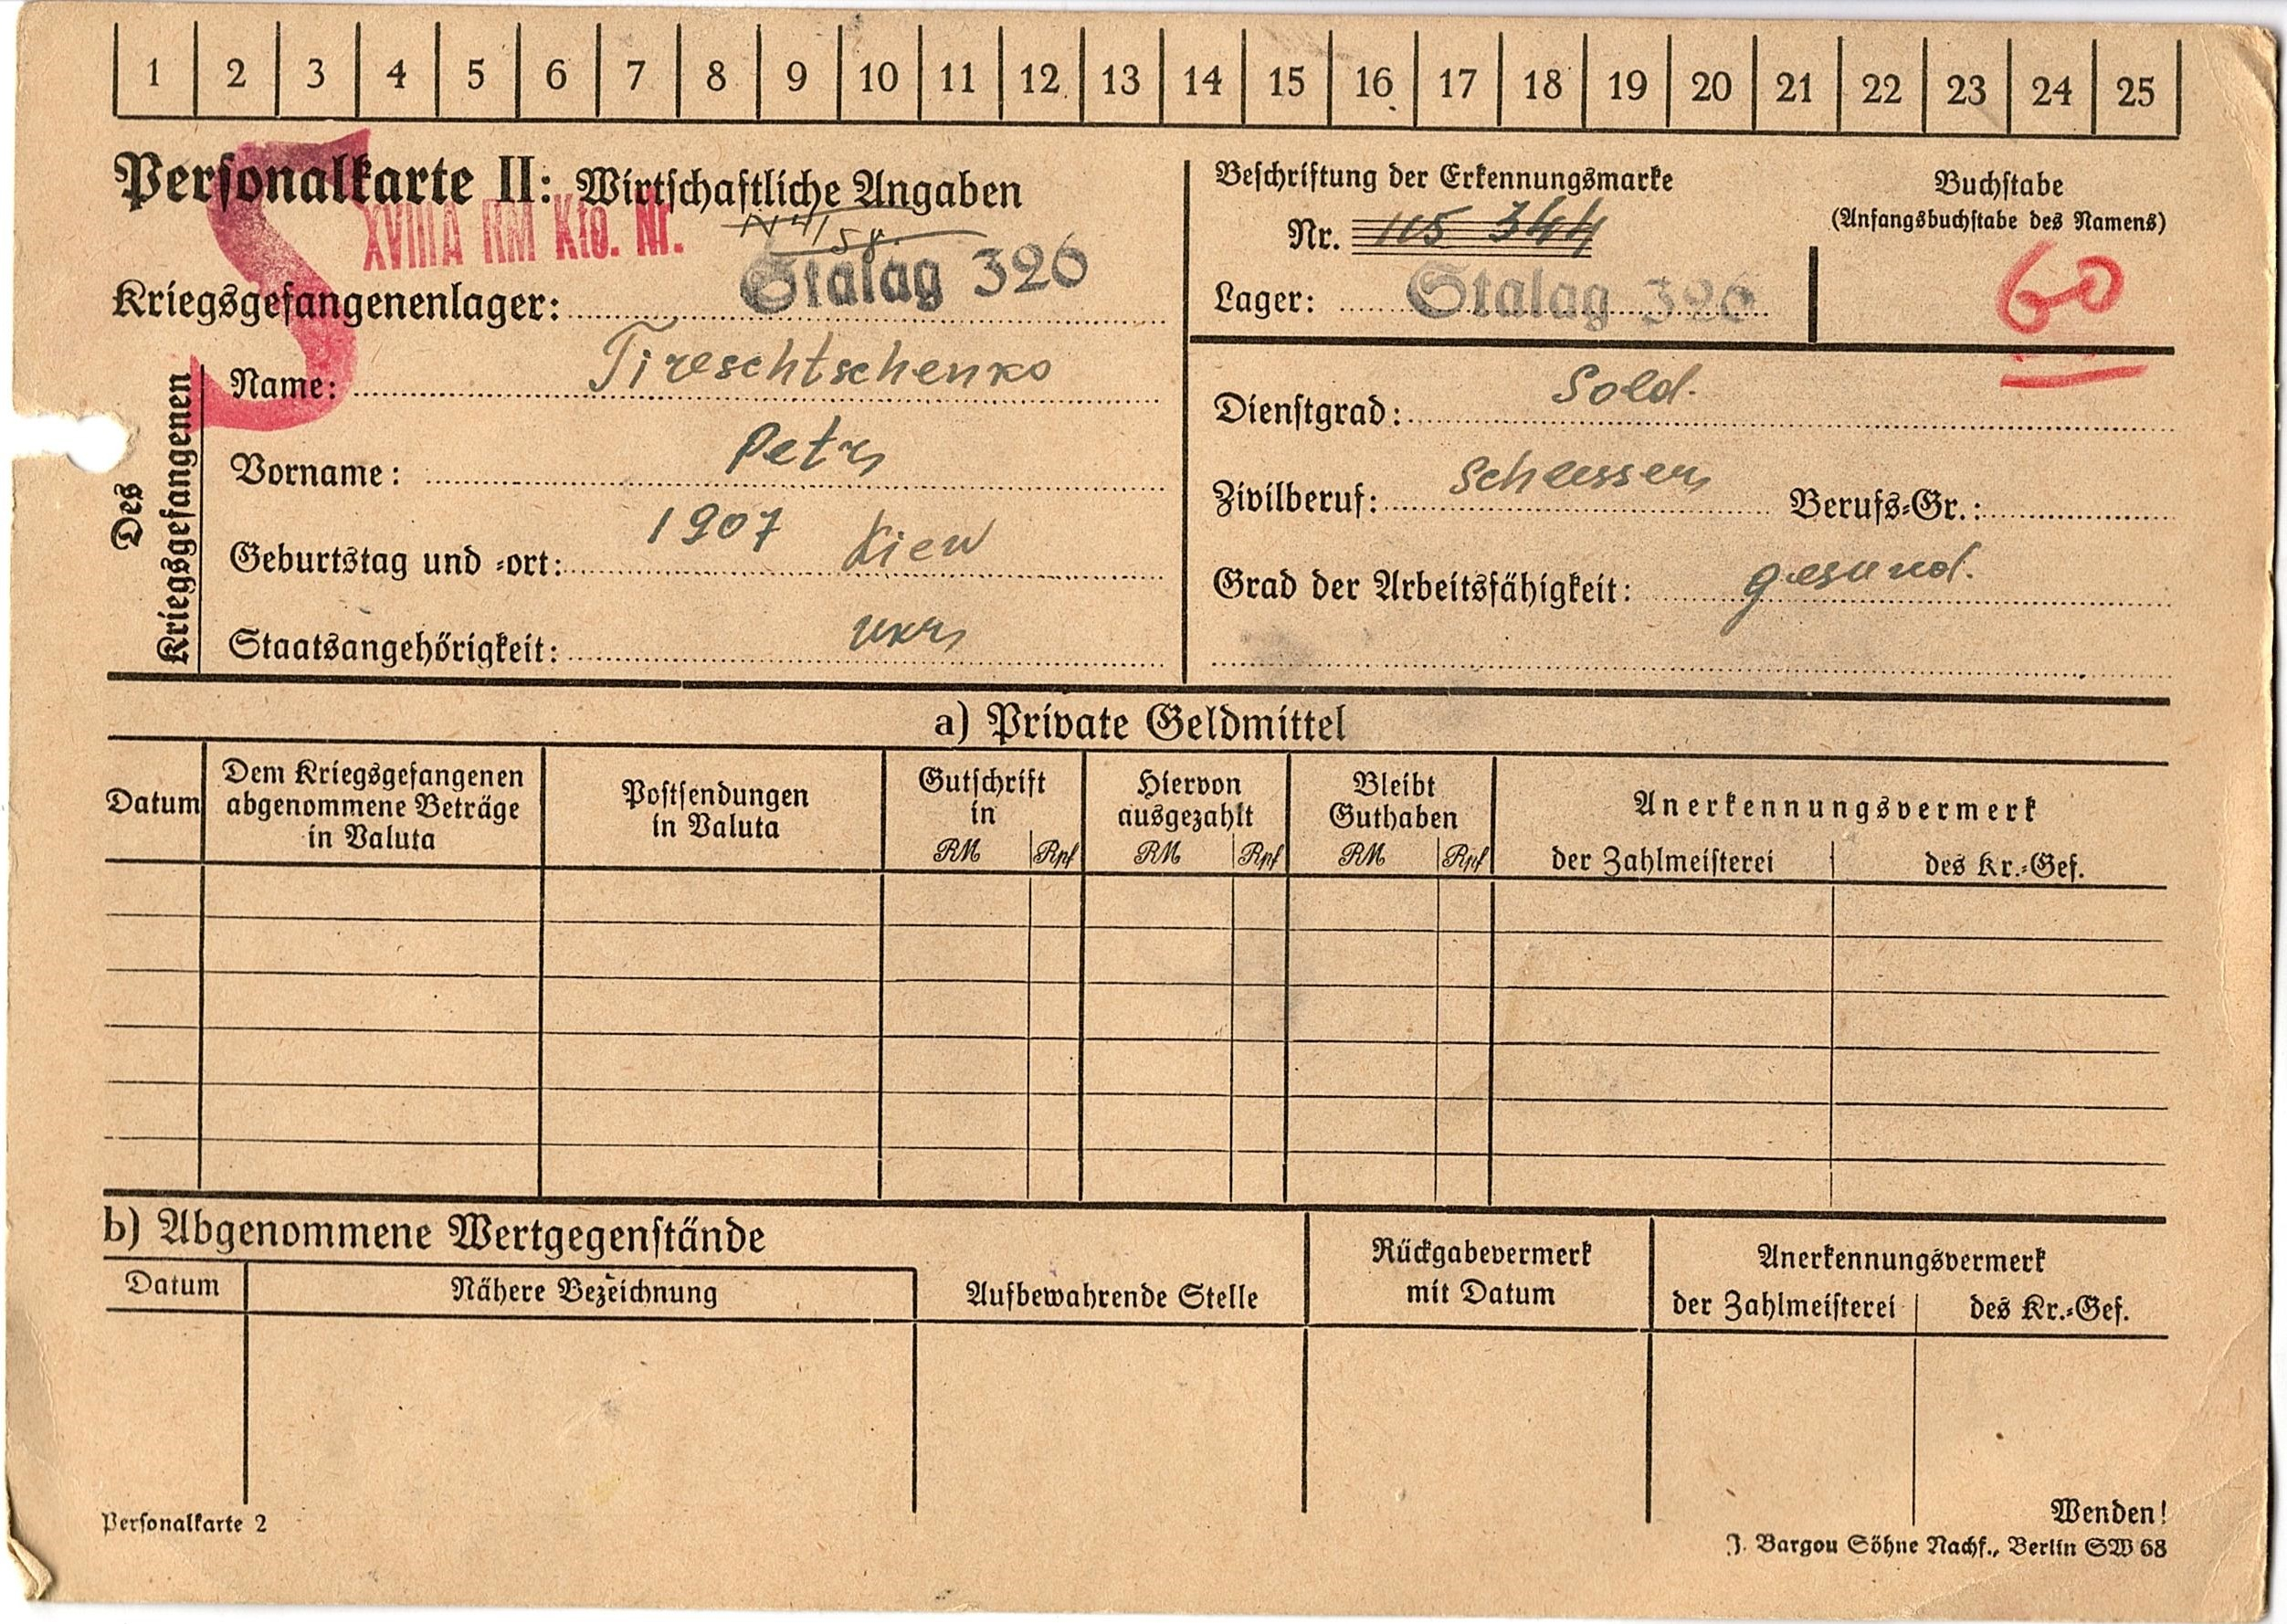 1 2 3 4 5 6 7 8 9 10 11 12 13 14 15 16 17 18 19 20 21 22 23 24 25
Personalkarte II: Wirtschaftliche Angaben
XVIII A RM Kto. Nr.
Kriegsgefangenenlager: Stalag 326
Des Kriegsgefangenen
Name: Tireschtschenko
Vorname: Petr
Geburtstag und -ort: 1907 Kiew
Staatsangehörigkeit: ukr
Beschriftung der Erkennungsmarke
Nr. 115 344
Lager: Stalag 326
Buchstabe
(Anfangsbuchstabe des Namens)
60
Dienstgrad: Sold.
Zivilberuf: Berufs-Gr.:
Grad der Arbeitsfähigkeit: gesund.
a) Private Geldmittel
Datum
Dem Kriegsgefangenen
abgenommene Beträge
in Valuta
Postsendungen
in Valuta
Gutschrift
in
RM Rpf
Hiervon
ausgezahlt
RM Rpf
Bleibt
Guthaben
RM Rpf
Anerkennungsvermerk
der Zahlmeisterei des Kr.-Gef.
b) Abgenommene Wertgegenstände
Datum Nähere Bezeichnung
Aufbewahrende Stelle
Rückgabevermerk
mit Datum
Anerkennungsvermerk
der Zahlmeisterei des Kr.-Gef.
Personalkarte 2
Wenden!
J. Bargou Söhne Nachf., Berlin SW 68